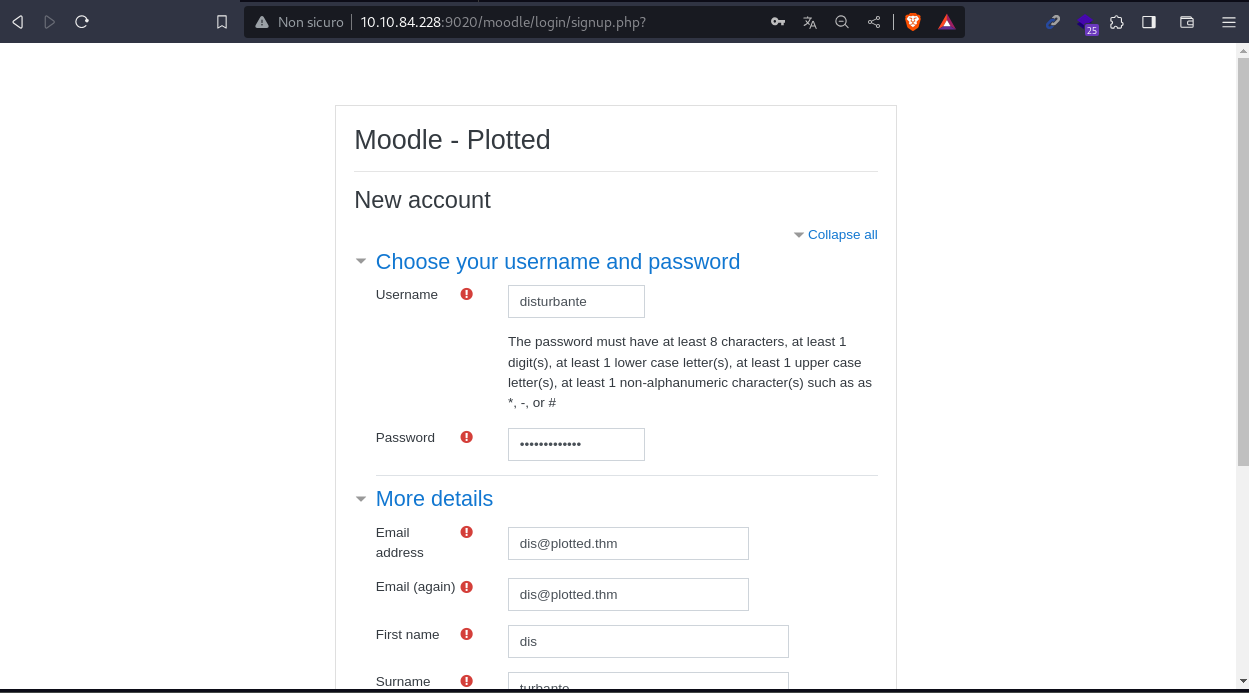 Non sicuro 10.10.84.228:9020/moodle/login/signup.php?
25
Moodle - Plotted
New account
Collapse all
Choose your username and password
Username
disturbante
The password must have at least 8 characters, at least 1
digit(s), at least 1 lower case letter(s), at least 1 upper case
letter(s), at least 1 non-alphanumeric character(s) such as as
*, -, or #
Password
•••••••••••••
More details
Email
address
dis@plotted.thm
Email (again)
dis@plotted.thm
First name
dis
Surname
turbante